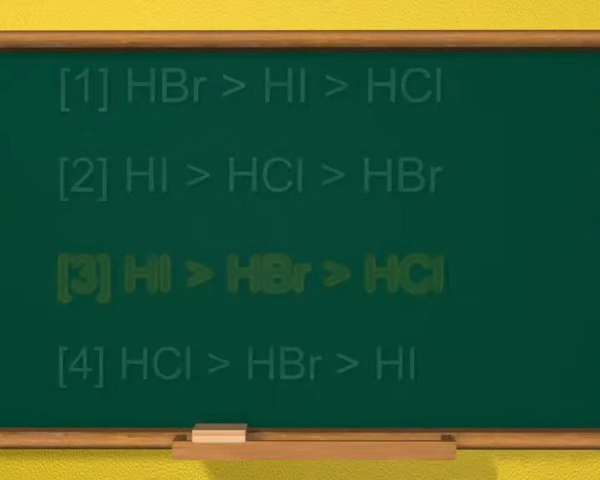 [1] HBr > HI > HCl
[2] HI > HCl > HBr
[3] HI > HBr > HCl
[4] HCl > HBr > HI